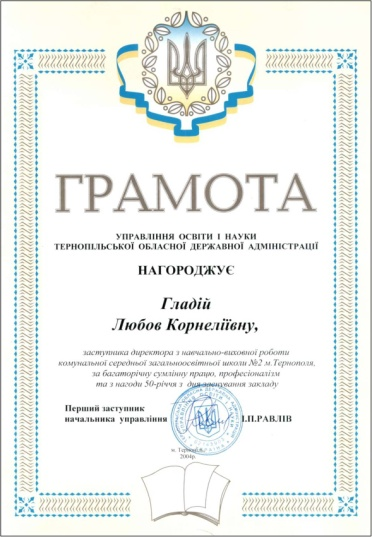 ГРАМОТА
УПРАВЛІННЯ ОСВІТИ І НАУКИ
ТЕРНОПІЛЬСЬКОЇ ОБЛАСНОЇ ДЕРЖАВНОЇ АДМІНІСТРАЦІЇ
НАГОРОДЖУЄ
Гладій
Любов Корнеліївну,
заступника директора з навчально-виховної роботи
комунальної середньої загальноосвітньої школи №2 м.Тернополя,
за багаторічну сумлінну працю, професіоналізм
та з нагоди 50-річчя з дня заснування закладу
Перший заступник
начальника управління І.П.РАВЛІВ
2004р.